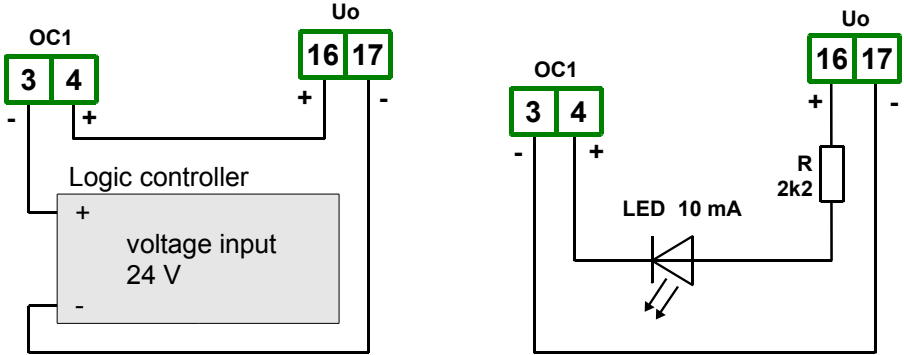 Uo
OC1
16 17
3 4
+ -
- +
Logic controller
+
voltage input
24 V
-
Uo
16 17
OC1
3 4
+ -
- +
R
2k2
LED 10 mA